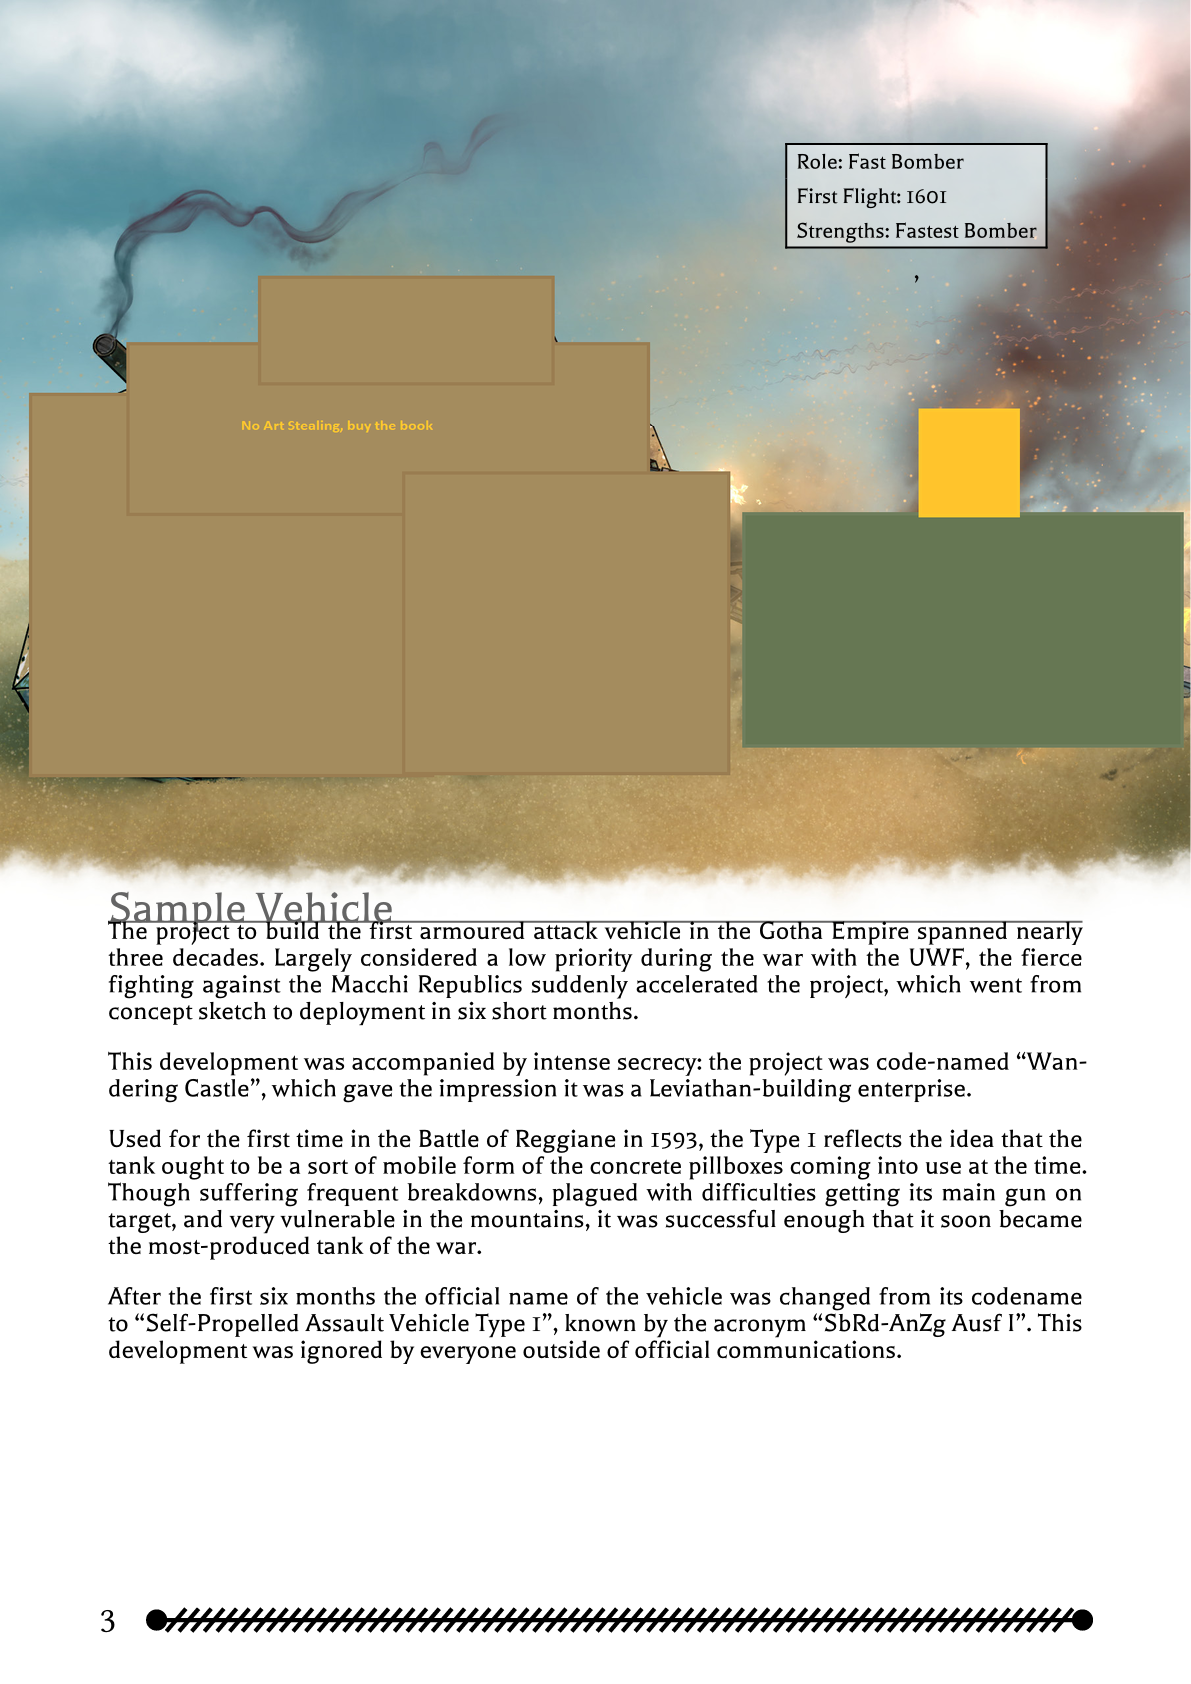 Role: Fast Bomber
First Flight: 1601
Strengths: Fastest Bomber
,
No Art Stealing, buy the book
Sample Vehicle
The project to build the first armoured attack vehicle in the Gotha Empire spanned nearly
three decades. Largely considered a low priority during the war with the UWF, the fierce
fighting against the Macchi Republics suddenly accelerated the project, which went from
concept sketch to deployment in six short months.
This development was accompanied by intense secrecy: the project was code-named “Wan-
dering Castle”, which gave the impression it was a Leviathan-building enterprise.
Used for the first time in the Battle of Reggiane in 1593, the Type 1 reflects the idea that the
tank ought to be a sort of mobile form of the concrete pillboxes coming into use at the time.
Though suffering frequent breakdowns, plagued with difficulties getting its main gun on
target, and very vulnerable in the mountains, it was successful enough that it soon became
the most-produced tank of the war.
After the first six months the official name of the vehicle was changed from its codename
to “Self-Propelled Assault Vehicle Type 1”, known by the acronym “SbRd-AnZg Ausf I”. This
development was ignored by everyone outside of official communications.
3